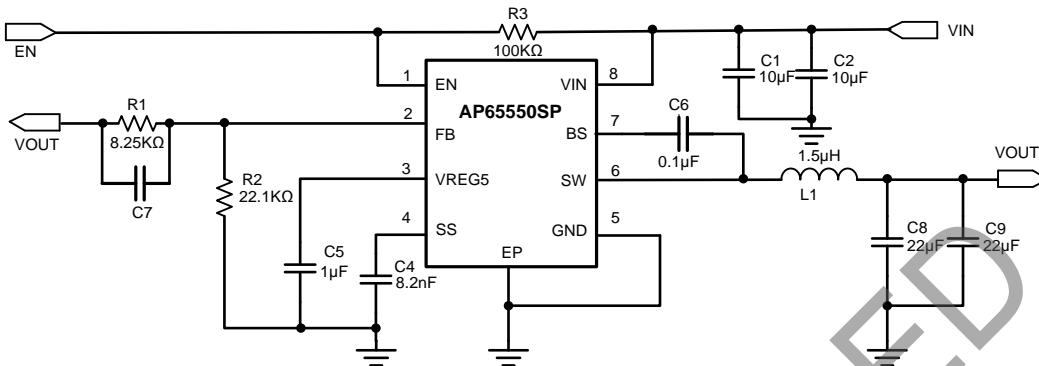 R3
EN
100KΩ
VIN
C1
10µF
C2
10µF
1
EN
VIN
8
AP65550SP
R1
8.25KΩ
VOUT
C7
2
FB
BS
7
C6
0.1µF
R2
22.1KΩ
3
VREG5
SW
6
1.5µH
L1
VOUT
4
SS
GND
5
C5
1µF
C4
8.2nF
EP
C8
22µF
C9
22µF
ED